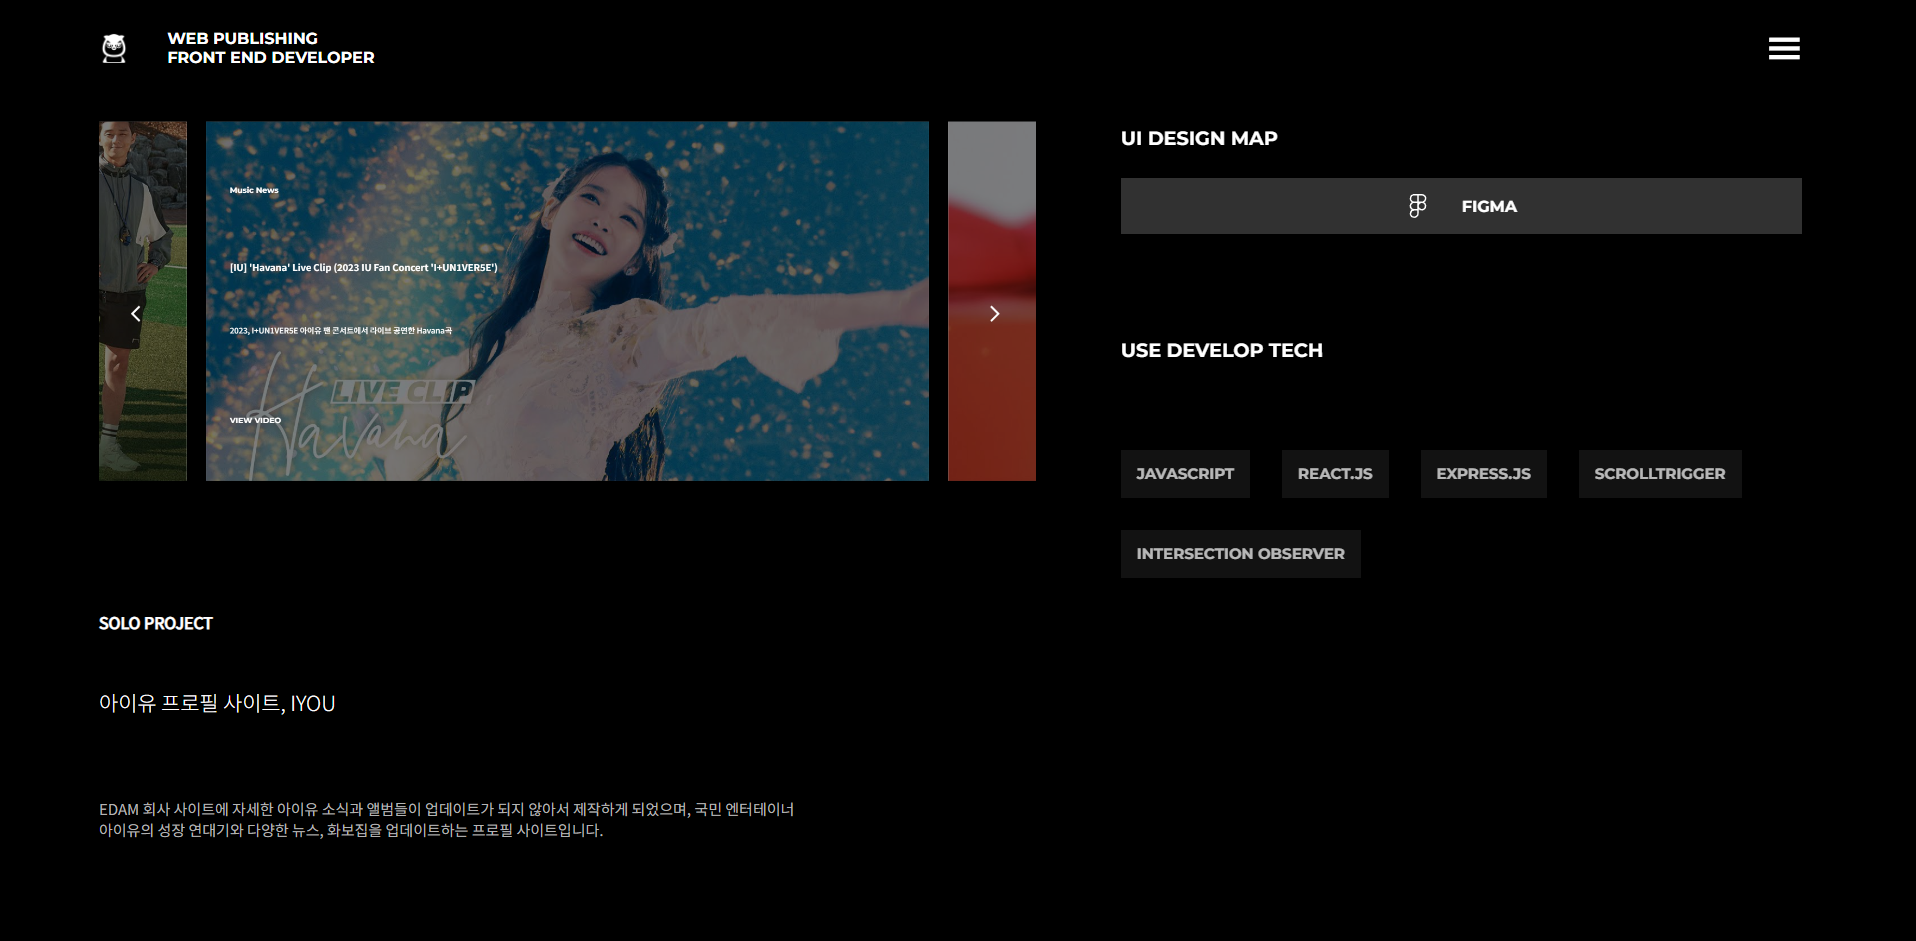 WEB PUBLISHING
FRONT END DEVELOPER
Music News
[IU] 'Havana' Live Clip (2023 IU Fan Concert 'I+UN1VER5E')
2023, I+UN1VER5E 아이유 팬 콘서트에서 라이브 공연한 Havana곡
LIVE CLIP
Havana
VIEW VIDEO
UI DESIGN MAP
FIGMA
USE DEVELOP TECH
JAVASCRIPT
REACT.JS
EXPRESS.JS
SCROLLTRIGGER
INTERSECTION OBSERVER
SOLO PROJECT
아이유 프로필 사이트, IYOU
EDAM 회사 사이트에 자세한 아이유 소식과 앨범들이 업데이트가 되지 않아서 제작하게 되었으며, 국민 엔터테이너
아이유의 성장 연대기와 다양한 뉴스, 화보집을 업데이트하는 프로필 사이트입니다.